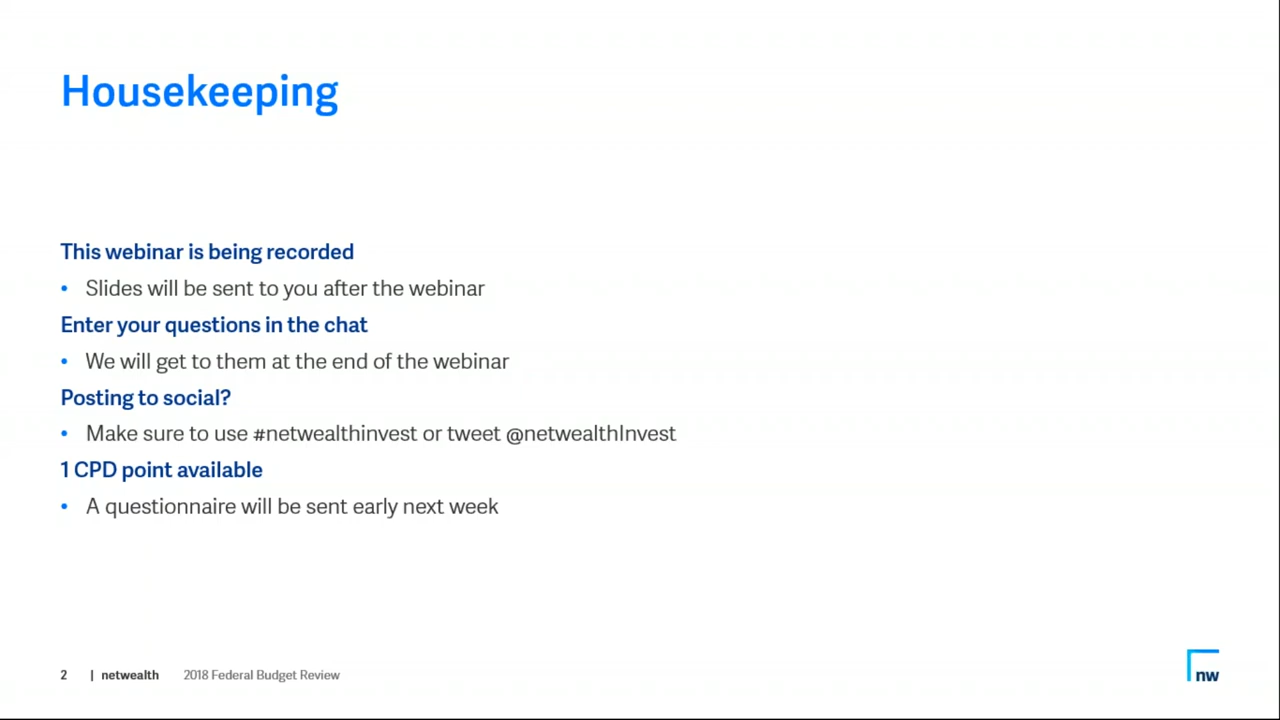 Housekeeping
This webinar is being recorded
• Slides will be sent to you after the webinar
Enter your questions in the chat
• We will get to them at the end of the webinar
Posting to social?
• Make sure to use #netwealthinvest or tweet @netwealthInvest
1 CPD point available
• A questionnaire will be sent early next week
2 | netwealth 2018 Federal Budget Review
nw